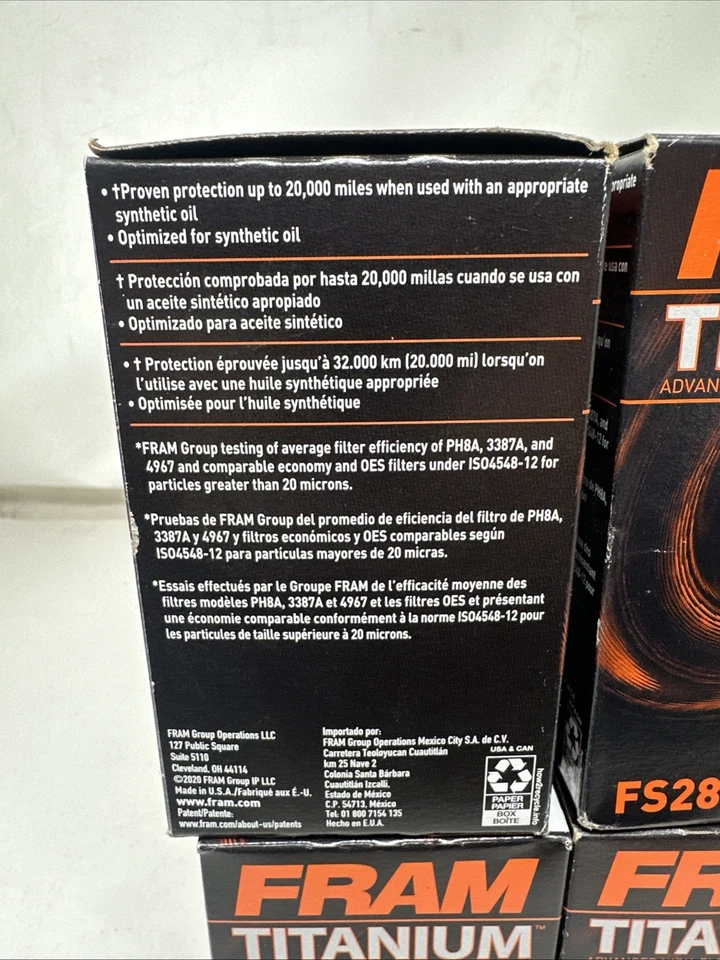 • †Proven protection up to 20,000 miles when used with an appropriate
synthetic oil
• Optimized for synthetic oil
† Protección comprobada por hasta 20,000 millas cuando se usa con
un aceite sintético apropiado
• Optimizado para aceite sintético
• † Protection éprouvée jusqu'à 32.000 km (20.000 mi) lorsqu'on
l'utilise avec une huile synthétique appropriée
• Optimisée pour l'huile synthétique
*FRAM Group testing of average filter efficiency of PH8A, 3387A, and
4967 and comparable economy and OES filters under ISO4548-12 for
particles greater than 20 microns.
*Pruebas de FRAM Group del promedio de eficiencia del filtro de PH8A,
3387A y 4967 y filtros económicos y OES comparables según
ISO4548-12 para partículas mayores de 20 micras.
*Essais effectués par le Groupe FRAM de l'efficacité moyenne des
filtres modèles PH8A, 3387A et 4967 et les filtres OES et présentant
une économie comparable conformément à la norme ISO4548-12 pour
les particules de taille supérieure à 20 microns.
FRAM Group Operations LLC
127 Public Square
Suite 5110
Cleveland, OH 44114
©2020 FRAM Group IP LLC
Made in U.S.A./Fabriqué aux É.-U.
www.fram.com
Patent/Patente:
www.fram.com/about-us/patents
Importado por:
FRAM Group Operations Mexico City S.A. de C.V.
Carretera Teoloyucan Cuautitlán
km 25 Nave 2
Colonia Santa Bárbara
Cuautitlán Izcalli,
Estado de México
C.P. 54713. México
Tel: 01 800 7154 135
Hecho en E.U.A.
USA & CAN
PAPER
PAPIER
BOX
BOÎTE
how2recycle.info
FS28
FRAM
TITANIUM™